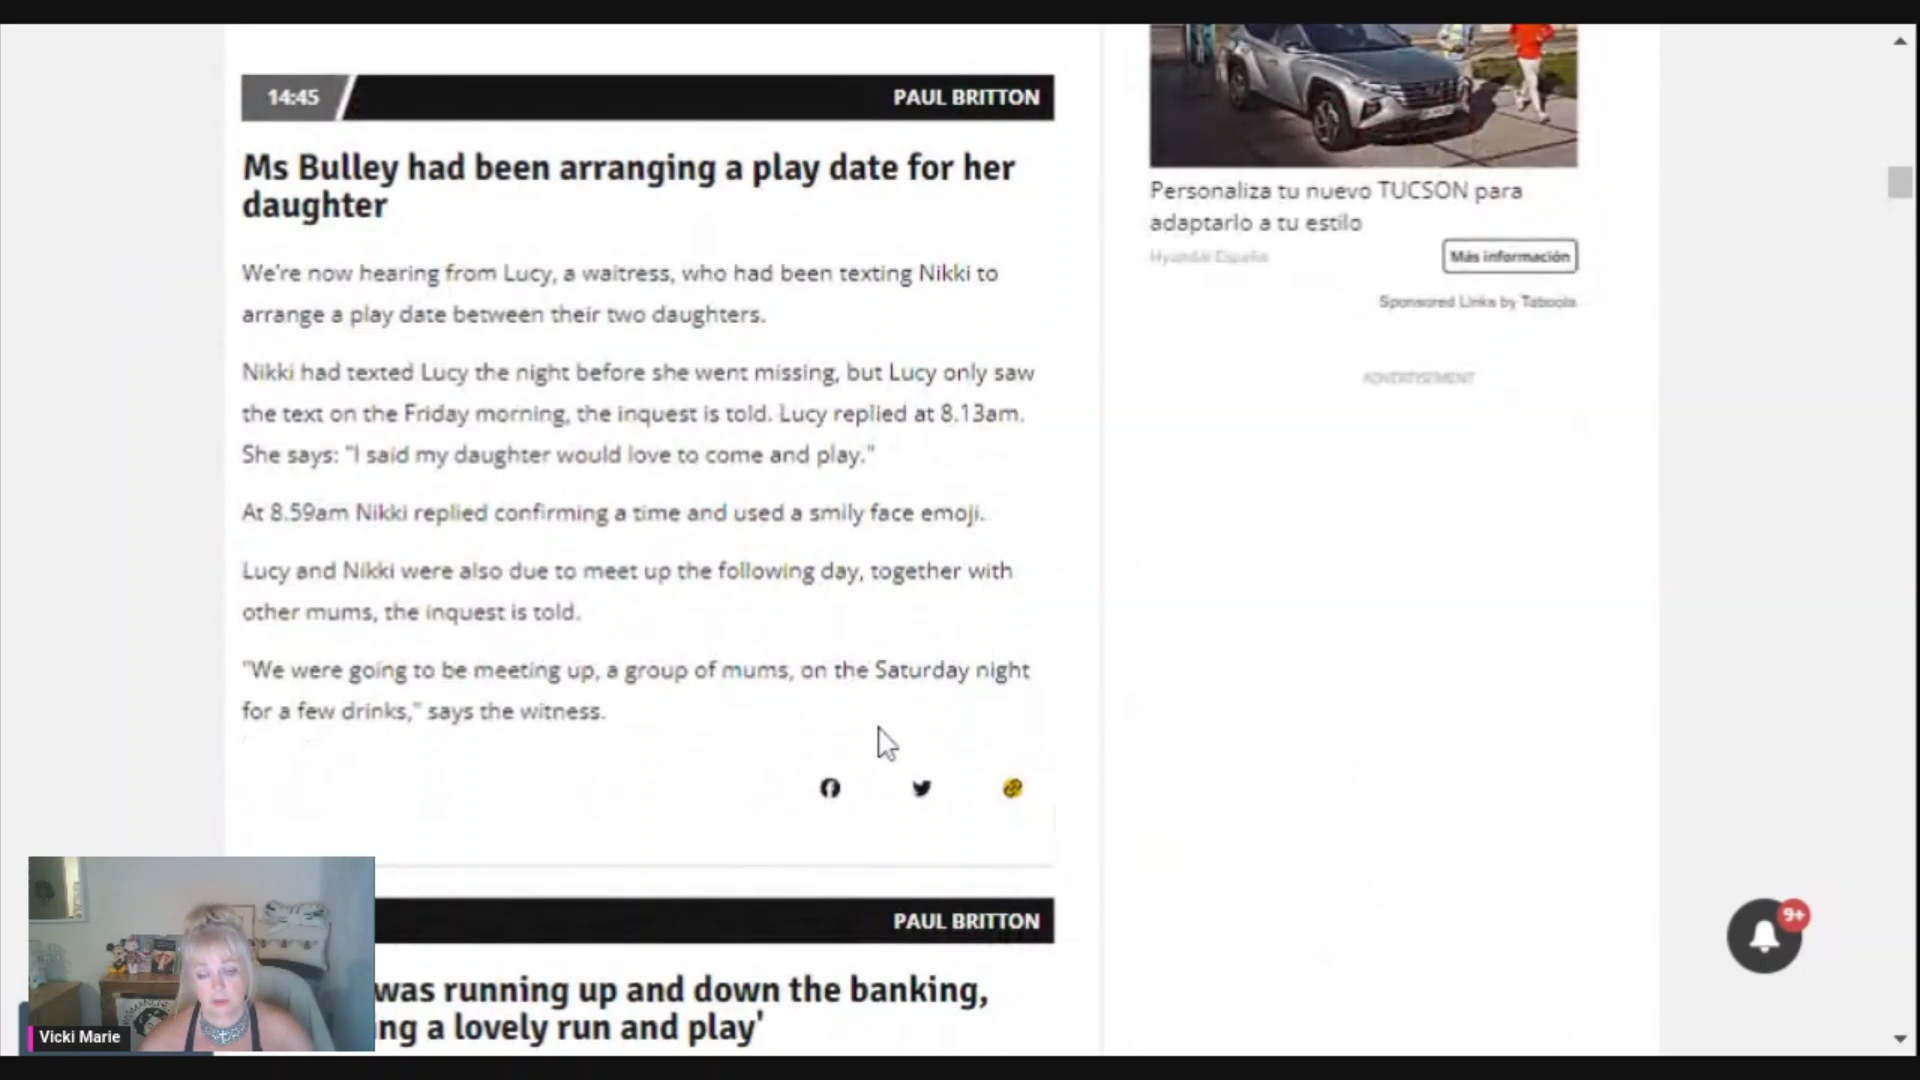 14:45
PAUL BRITTON
Ms Bulley had been arranging a play date for her
daughter
We're now hearing from Lucy, a waitress, who had been texting Nikki to
arrange a play date between their two daughters.
Nikki had texted Lucy the night before she went missing, but Lucy only saw
the text on the Friday morning, the inquest is told. Lucy replied at 8.13am.
She says: "I said my daughter would love to come and play."
At 8.59am Nikki replied confirming a time and used a smily face emoji.
Lucy and Nikki were also due to meet up the following day, together with
other mums, the inquest is told.
"We were going to be meeting up, a group of mums, on the Saturday night
for a few drinks," says the witness.
PAUL BRITTON
was running up and down the banking,
ng a lovely run and play'
Personaliza tu nuevo TUCSON para
adaptarlo a tu estilo
Hyundai España
Más información
Sponsored Links by Taboola
ADVERTISEMENT
9+
Vicki Marie